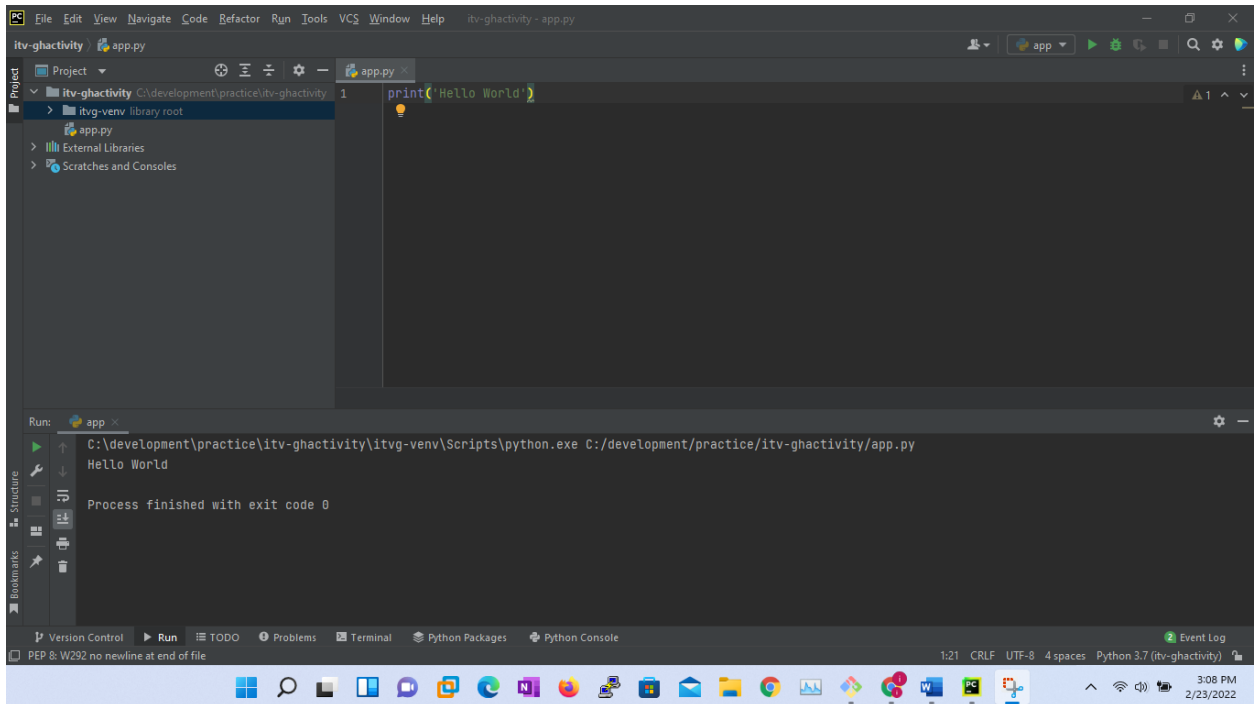 PC File Edit View Navigate Code Refactor Run Tools VCS Window Help itv-ghactivity - app.py
itv-ghactivity app.py
app
Project
Project
app.py
itv-ghactivity C:\development\practice\itv-ghactivity
1 print('Hello World')
1
itvg-venv library root
app.py
External Libraries
Scratches and Consoles
Run: app
C:\development\practice\itv-ghactivity\itvg-venv\Scripts\python.exe C:/development/practice/itv-ghactivity/app.py
Hello World
Process finished with exit code 0
Structure
Bookmarks
Version Control Run TODO Problems Terminal Python Packages Python Console 2 Event Log
PEP 8: W292 no newline at end of file 1:21 CRLF UTF-8 4 spaces Python 3.7 (itv-ghactivity)
3:08 PM
2/23/2022